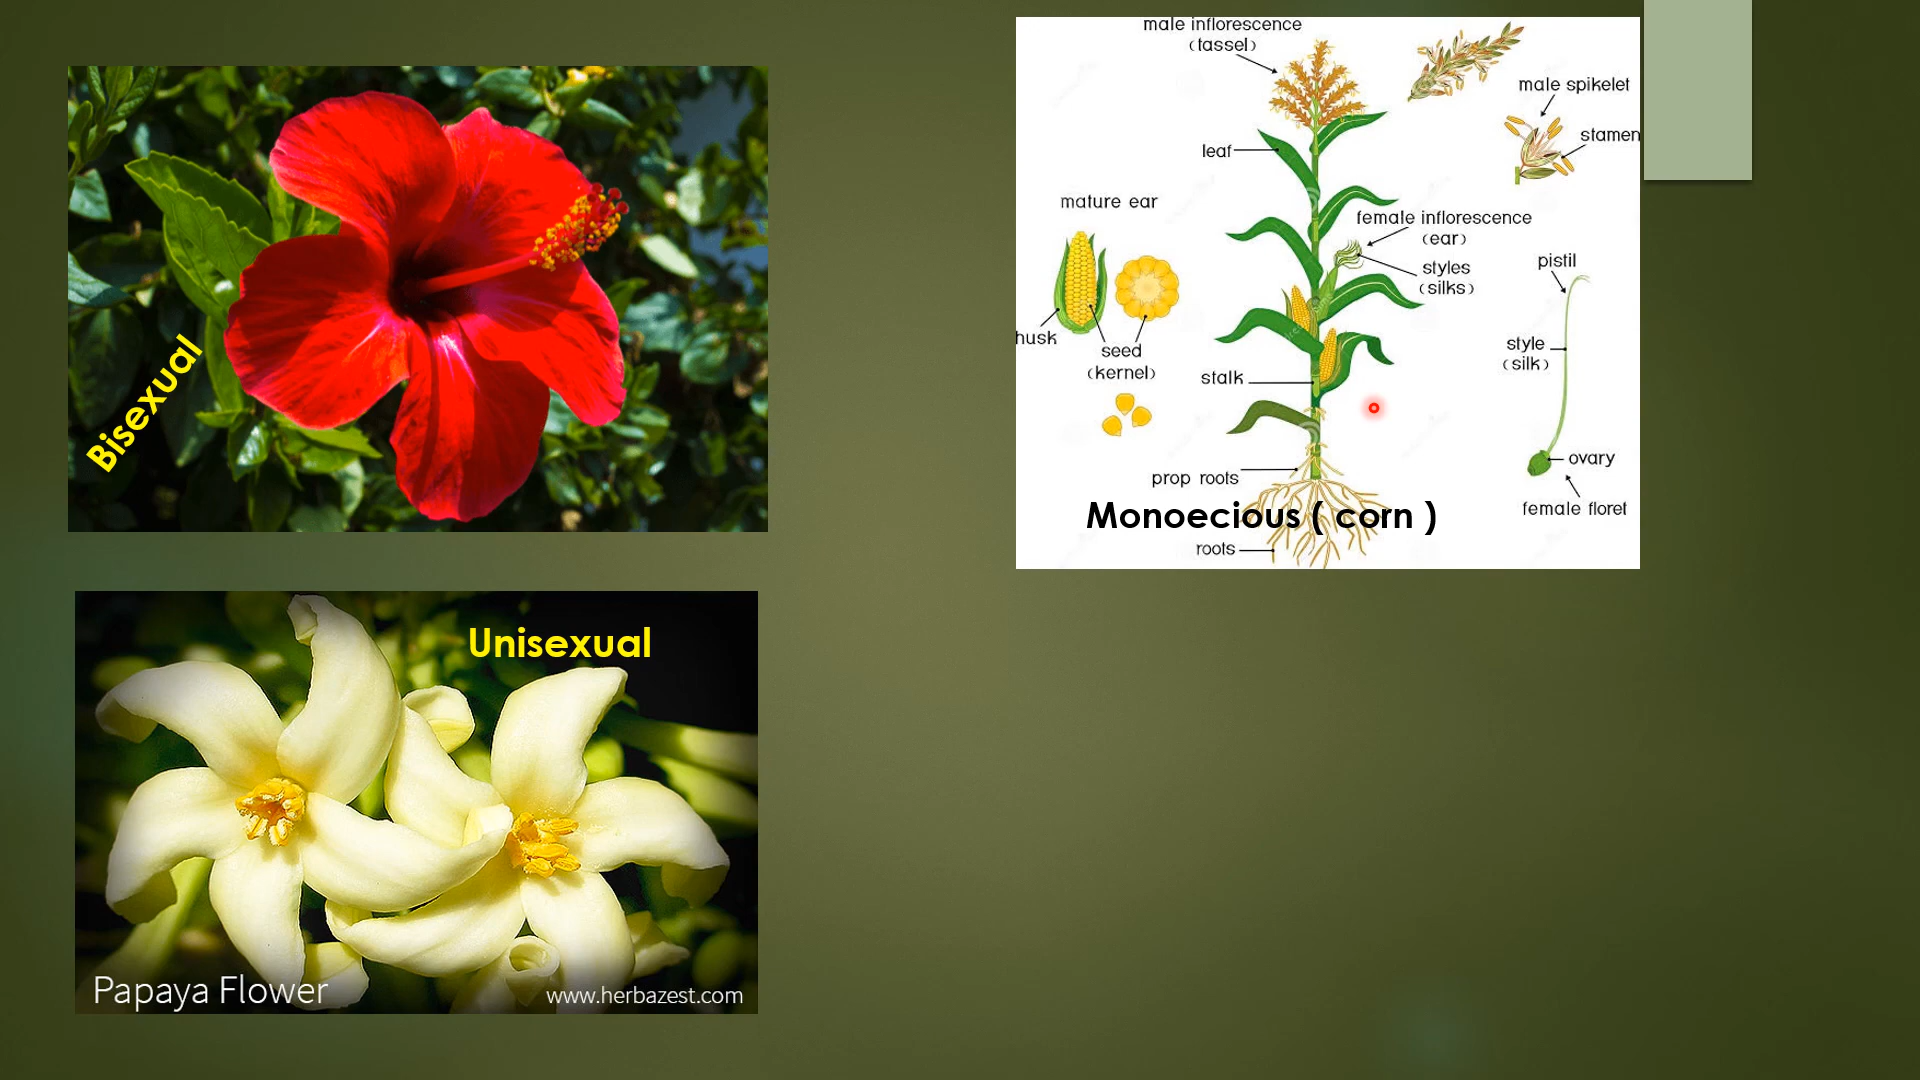 Bisexual
Unisexual
Papaya Flower
www.herbazest.com
male inflorescence
(tassel)
male spikelet
stamen
leaf
mature ear
female inflorescence
(ear)
styles
(silks)
pistil
husk
seed
(kernel)
style
(silk)
stalk
ovary
prop roots
female floret
Monoecious ( corn )
roots